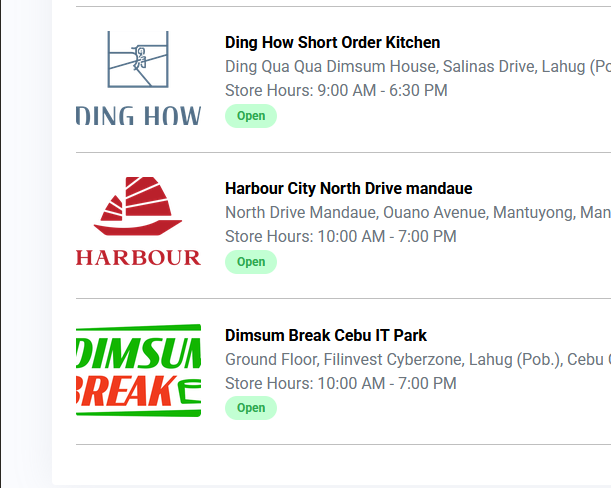 DING HOW
Ding How Short Order Kitchen
Ding Qua Qua Dimsum House, Salinas Drive, Lahug (Po
Store Hours: 9:00 AM - 6:30 PM
Open
HARBOUR
Harbour City North Drive mandaue
North Drive Mandaue, Ouano Avenue, Mantuyong, Man
Store Hours: 10:00 AM - 7:00 PM
Open
DIMSUM
BREAK
Dimsum Break Cebu IT Park
Ground Floor, Filinvest Cyberzone, Lahug (Pob.), Cebu
Store Hours: 10:00 AM - 7:00 PM
Open